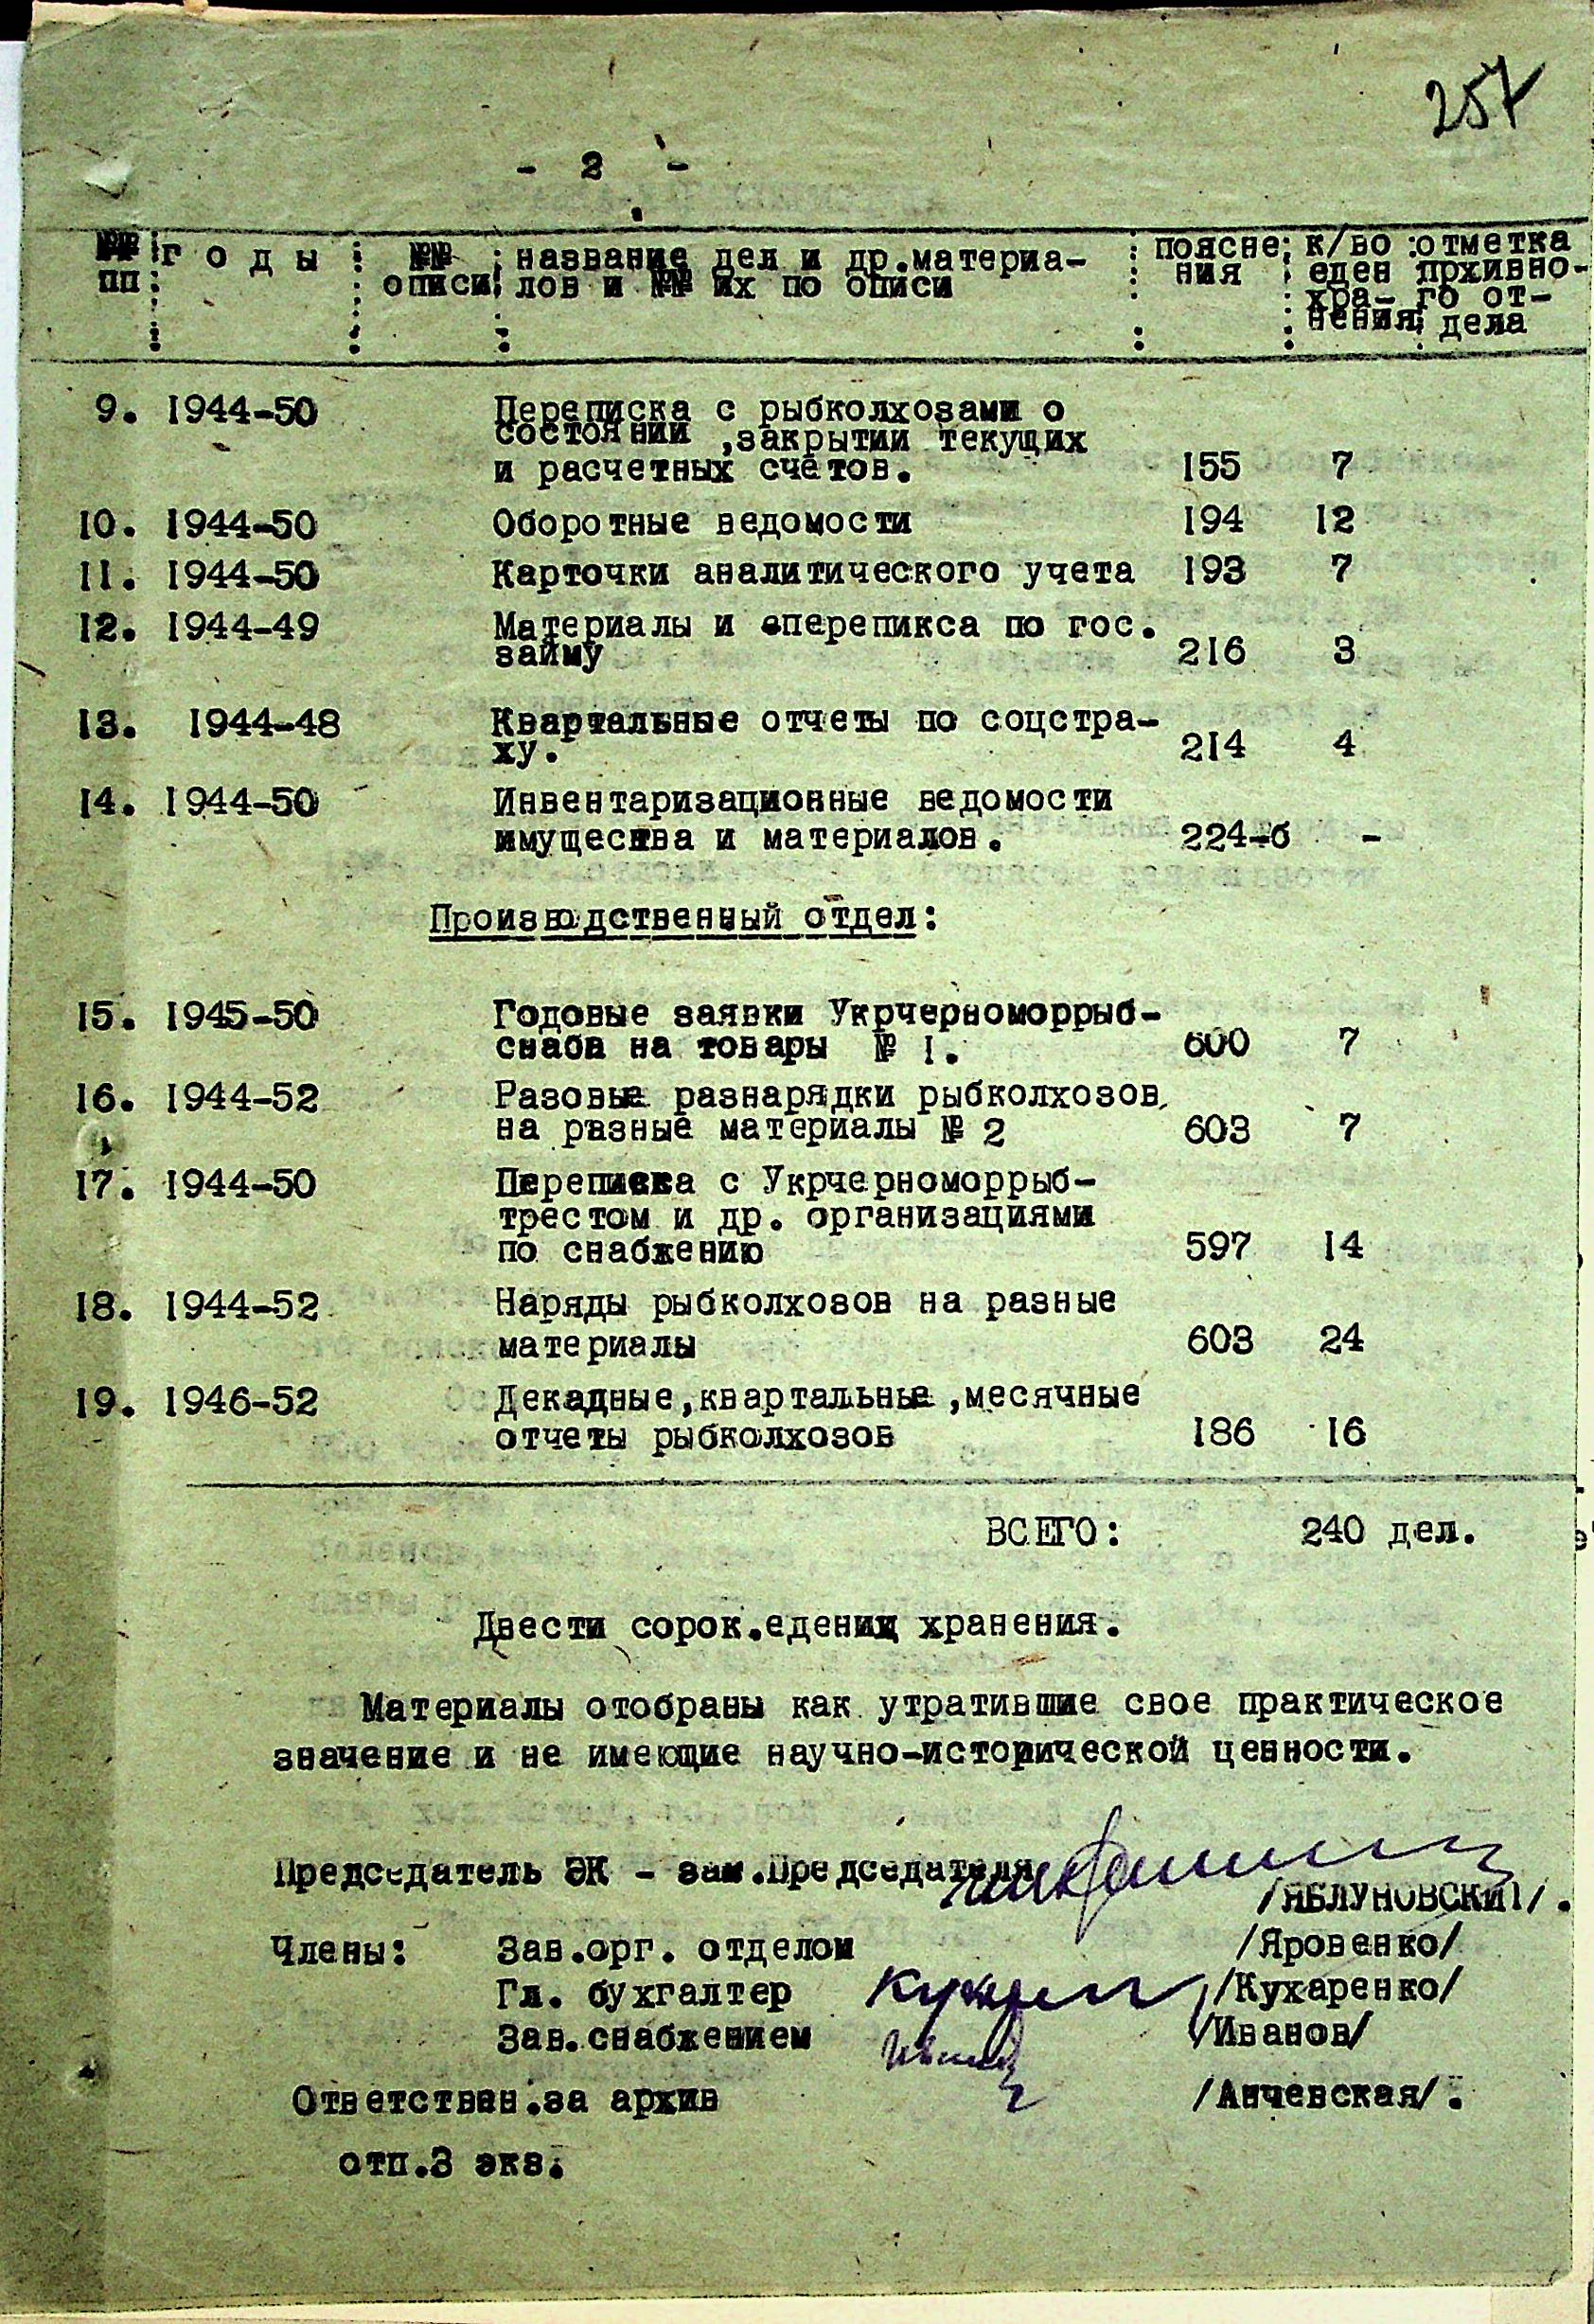 257
- 2 -
№№ пп : г о д ы : №№ описи : название дел и др.материа-лов и №№ их по описи : поясне ния : к/во еден хра- нения : отметка прхивно-го от- дела
9. 1944-50 Переписка с рыбколхозами о
состоянии ,закрытии текущих
и расчетных счетов. 155 7
10. 1944-50 Оборотные ведомости 194 12
11. 1944-50 Карточки аналитического учета 193 7
12. 1944-49 Материалы и перепикса по гос.
займу 216 3
13. 1944-48 Квартальные отчеты по соцстра-
ху. 214 4
14. 1944-50 Инвентаризационные ведомости
имущества и материалов. 224-б -
Производственный отдел:
15. 1945-50 Годовые заявки Укрчерноморрыб-
снаба на товары № 1. 600 7
16. 1944-52 Разовые разнарядки рыбколхозов
на разные материалы № 2 603 7
17. 1944-50 Переписка с Укрчерноморрыб-
трестом и др. организациями
по снабжению 597 14
18. 1944-52 Наряды рыбколхозов на разные
материалы 603 24
19. 1946-52 Декадные,квартальные ,месячные
отчеты рыбколхозов 186 16
ВСЕГО: 240 дел.
Двести сорок.едениц хранения.
Материалы отобраны как утратившие свое практическое
значение и не имеющие научно-исторической ценности.
Председатель ЭК - зам.Председателя
/ЯБЛУНОВСКИЙ/.
Члены: Зав.орг. отделом /Яровенко/
Гл. бухгалтер /Кухаренко/
Зав.снабжением /Иванов/
Ответствен.за архив /Анчевская/.
отп.3 экз.